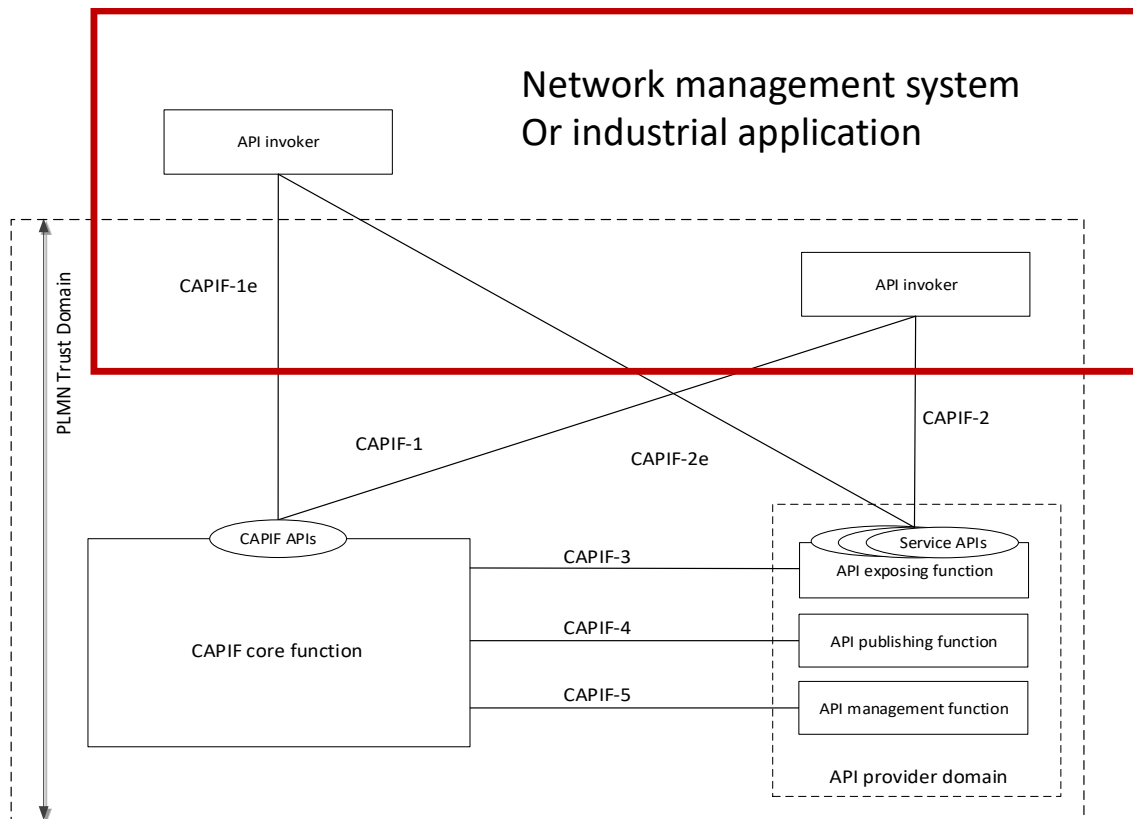 Network management system
Or industrial application
API invoker
API invoker
CAPIF-1e
PLMN Trust Domain
CAPIF-2
CAPIF-1
CAPIF-2e
CAPIF APIs
Service APIs
CAPIF-3
API exposing function
CAPIF-4
API publishing function
CAPIF core function
CAPIF-5
API management function
API provider domain